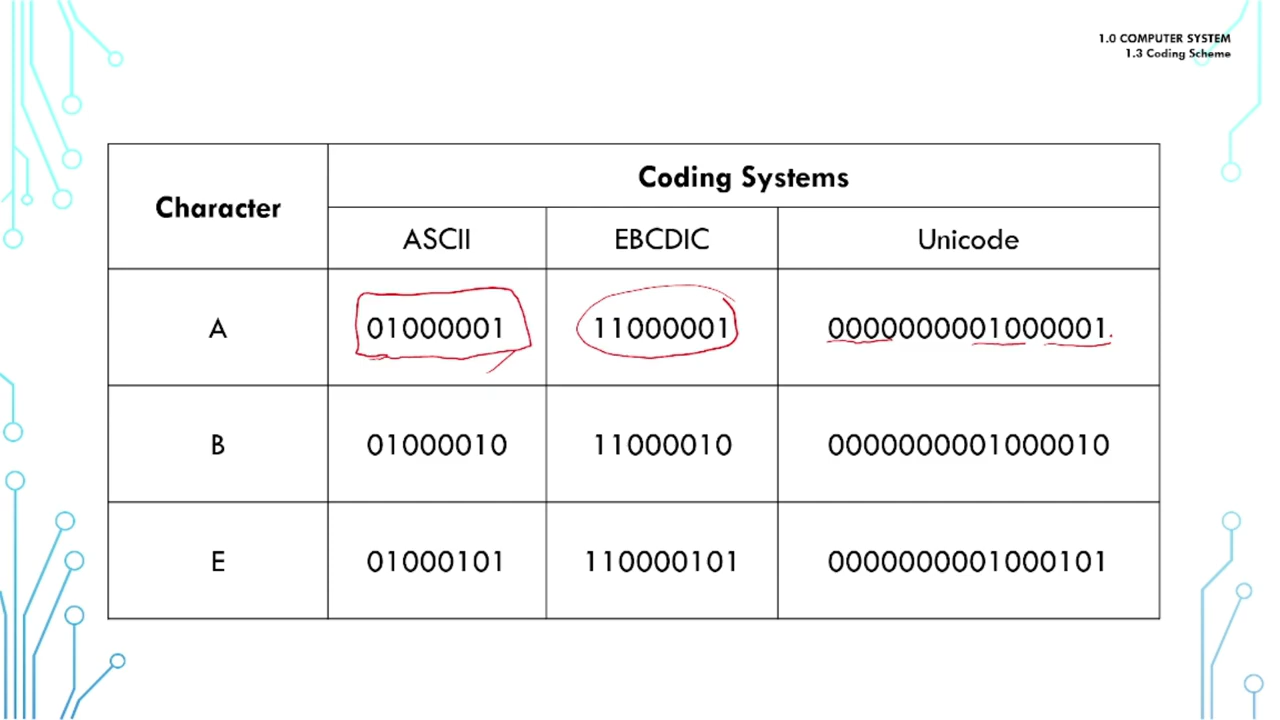 1.0 COMPUTER SYSTEM
1.3 Coding Scheme
Character
Coding Systems
ASCII EBCDIC Unicode
A 01000001 11000001 0000000001000001
B 01000010 11000010 0000000001000010
E 01000101 110000101 0000000001000101